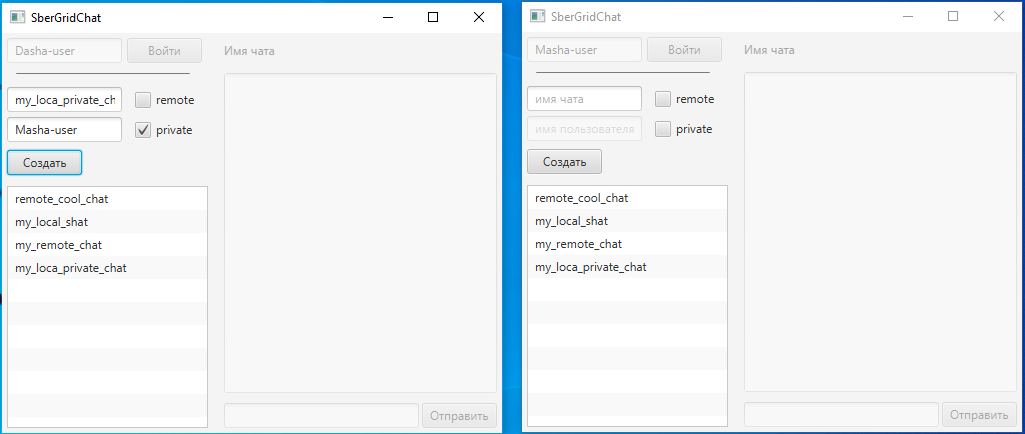 SberGridChat
Dasha-user
Войти
Имя чата
my_loca_private_ch
remote
Masha-user
private
Создать
remote_cool_chat
my_local_shat
my_remote_chat
my_loca_private_chat
Отправить
SberGridChat
Masha-user
Войти
Имя чата
имя чата
remote
имя пользователя
private
Создать
remote_cool_chat
my_local_shat
my_remote_chat
my_loca_private_chat
Отправить